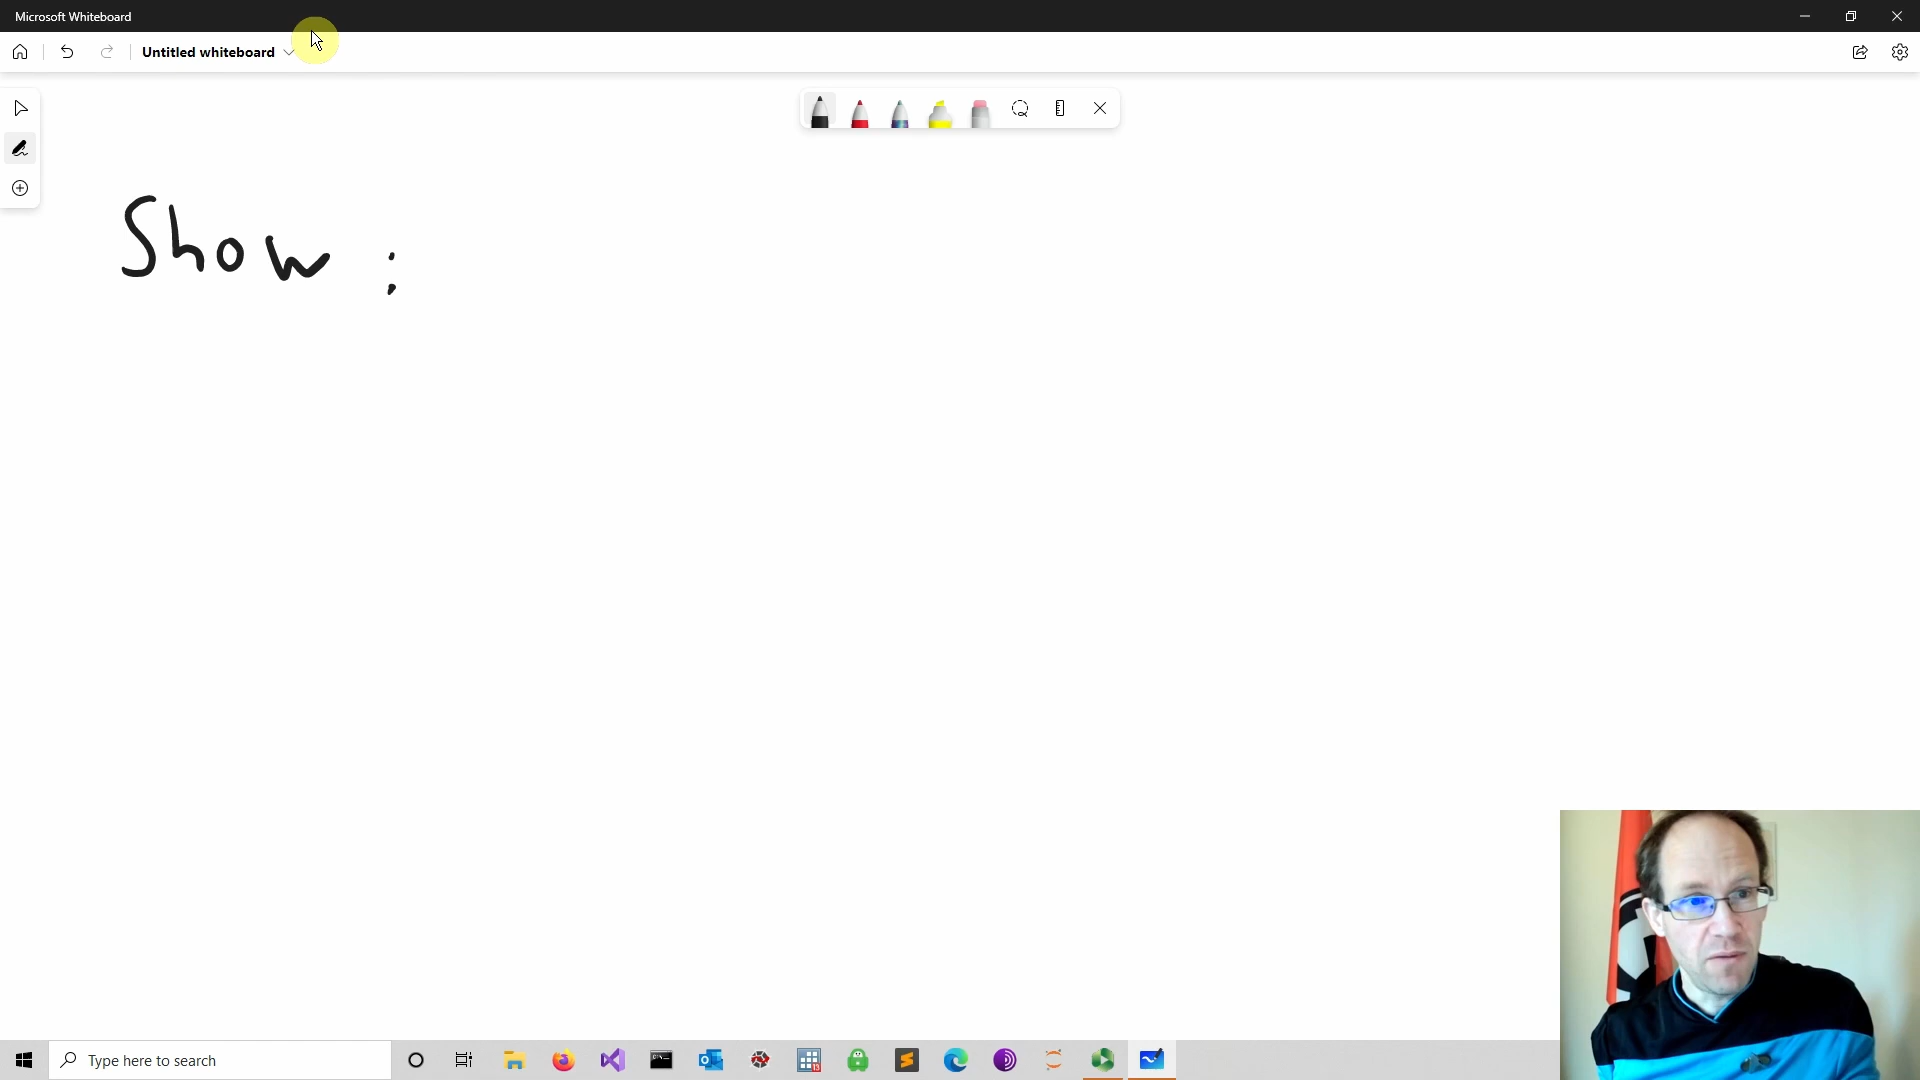 Microsoft Whiteboard
Untitled whiteboard
Show :
Type here to search